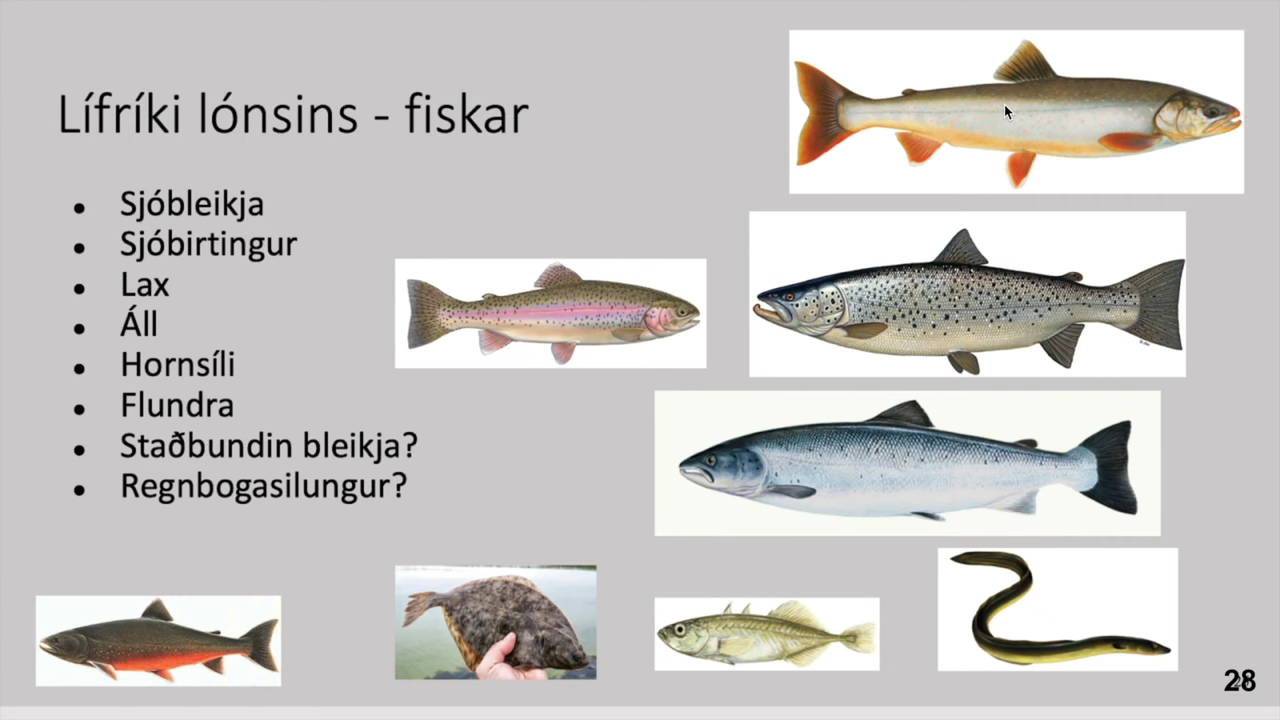 Lífríki lónsins - fiskar
• Sjóbleikja
• Sjóbirtingur
• Lax
• Áll
• Hornsíli
• Flundra
• Staðbundin bleikja?
• Regnbogasilungur?
28